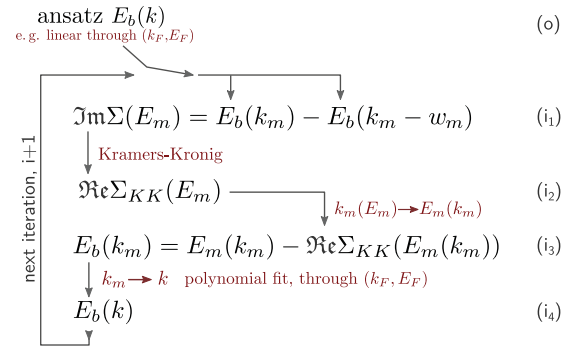 ansatz E_b(k) (o)
e.g. linear through (k_F,E_F)
ℑmΣ(E_m) = E_b(k_m) − E_b(k_m − w_m) (i₁)
Kramers-Kronig
ℜeΣ_KK(E_m) (i₂)
k_m(E_m)→E_m(k_m)
E_b(k_m) = E_m(k_m) − ℜeΣ_KK(E_m(k_m)) (i₃)
k_m → k polynomial fit, through (k_F, E_F)
E_b(k) (i₄)
next iteration, i+1